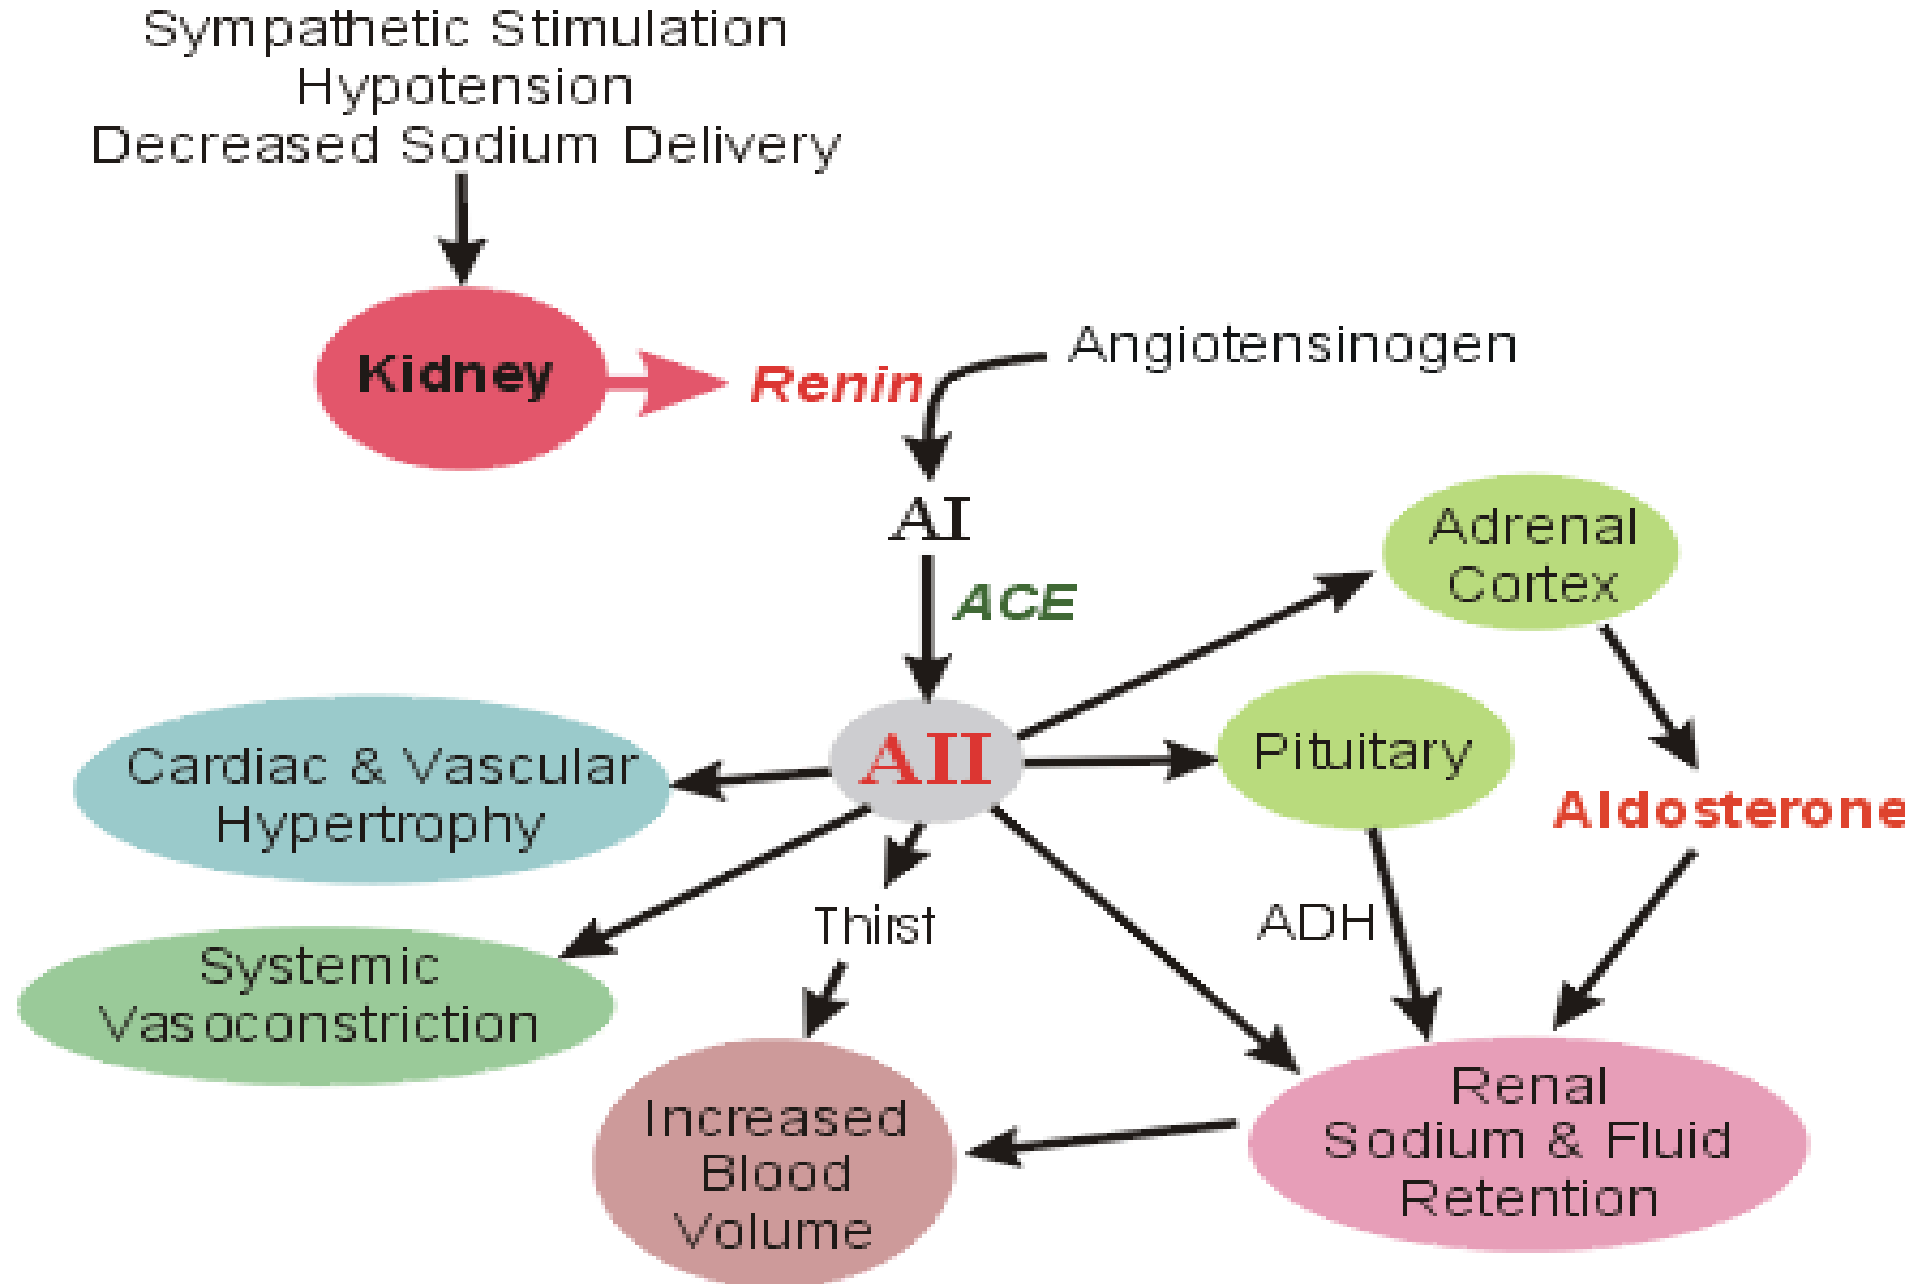 Sympathetic Stimulation
Hypotension
Decreased Sodium Delivery
Kidney
Renin
Angiotensinogen
AI
ACE
Adrenal
Cortex
AII
Pituitary
Cardiac & Vascular
Hypertrophy
Aldosterone
Thirst
ADH
Systemic
Vasoconstriction
Increased
Blood
Volume
Renal
Sodium & Fluid
Retention